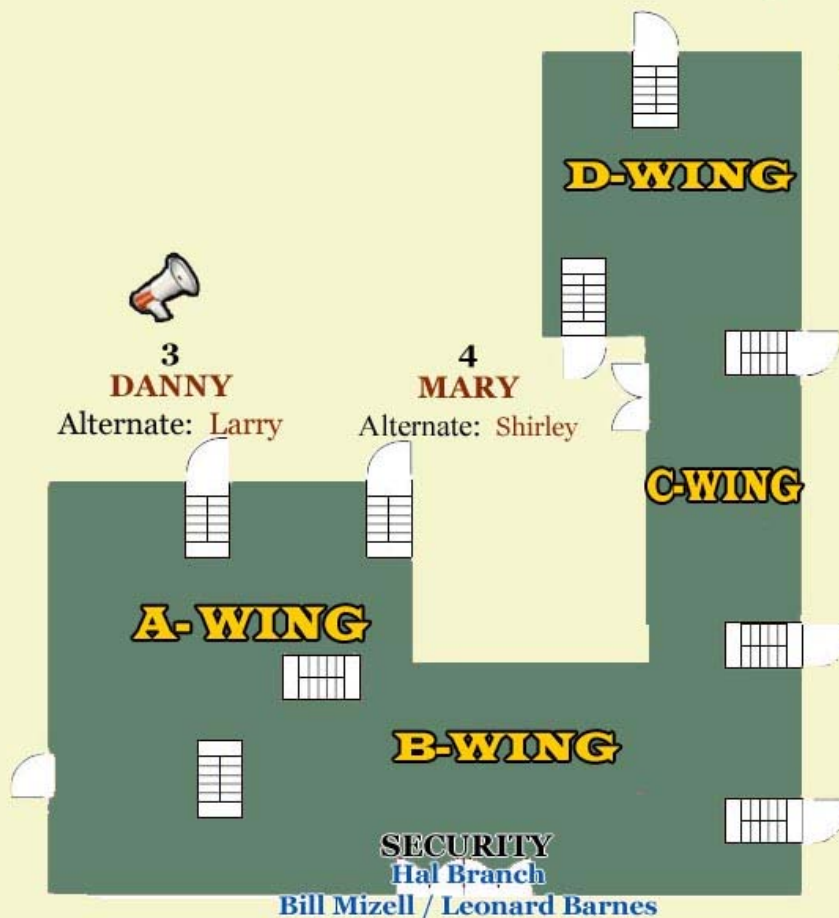 D-WING
3
DANNY
Alternate: Larry
4
MARY
Alternate: Shirley
C-WING
A-WING
B-WING
SECURITY
Hal Branch
Bill Mizell / Leonard Barnes